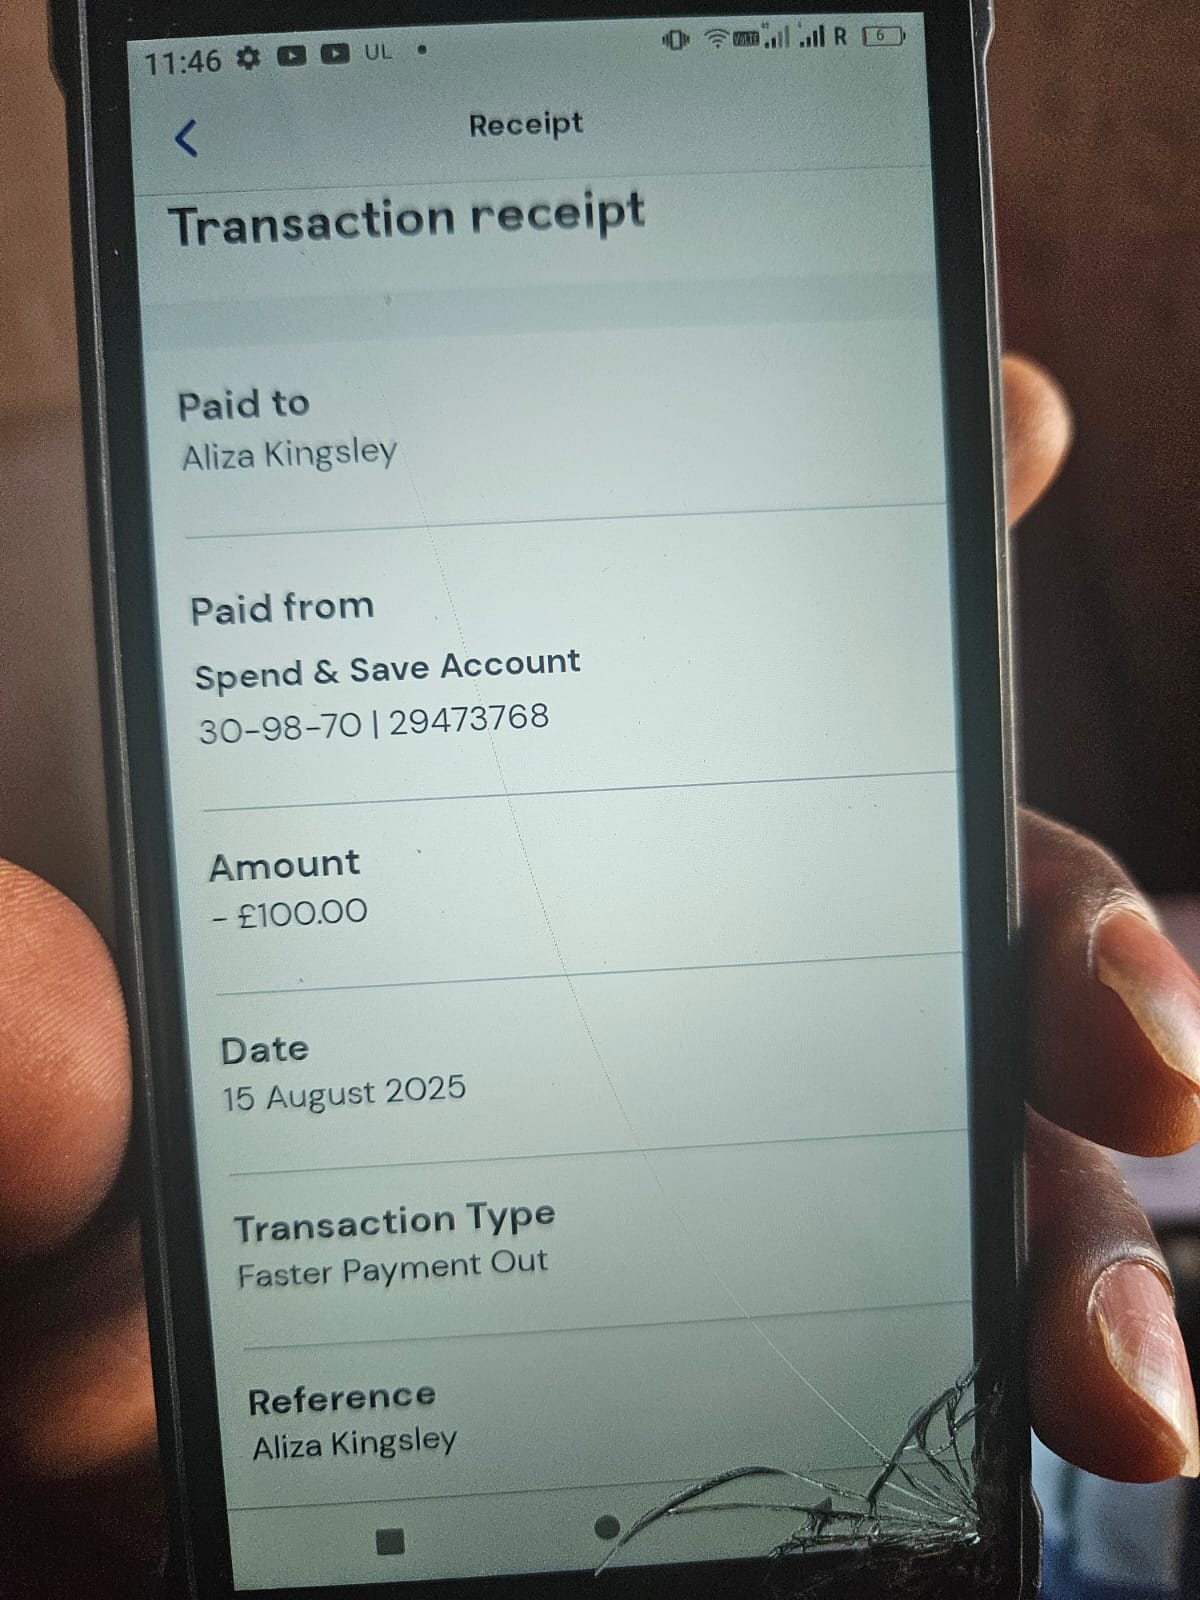 11:46 UL R 6
Receipt
Transaction receipt
Paid to
Aliza Kingsley
Paid from
Spend & Save Account
30-98-70 | 29473768
Amount
- £100.00
Date
15 August 2025
Transaction Type
Faster Payment Out
Reference
Aliza Kingsley